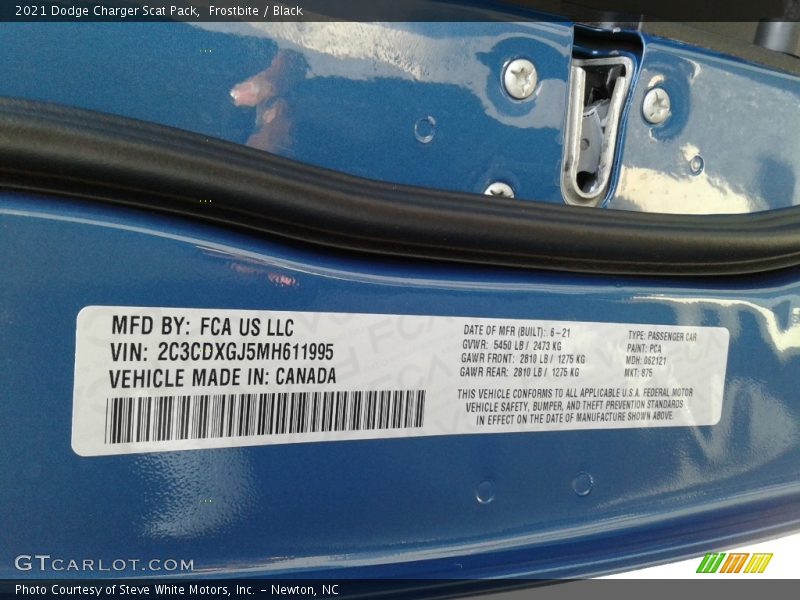 2021 Dodge Charger Scat Pack, Frostbite / Black
MFD BY: FCA US LLC
VIN: 2C3CDXGJ5MH611995
VEHICLE MADE IN: CANADA
DATE OF MFR (BUILT): 6-21
GVWR: 5450 LB / 2473 KG
GAWR FRONT: 2810 LB / 1275 KG
GAWR REAR: 2810 LB / 1275 KG
TYPE: PASSENGER CAR
PAINT: PCA
MDH: 062121
MKT: 875
THIS VEHICLE CONFORMS TO ALL APPLICABLE U.S.A. FEDERAL MOTOR
VEHICLE SAFETY, BUMPER, AND THEFT PREVENTION STANDARDS
IN EFFECT ON THE DATE OF MANUFACTURE SHOWN ABOVE.
GTCARLOT.COM
Photo Courtesy of Steve White Motors, Inc. - Newton, NC